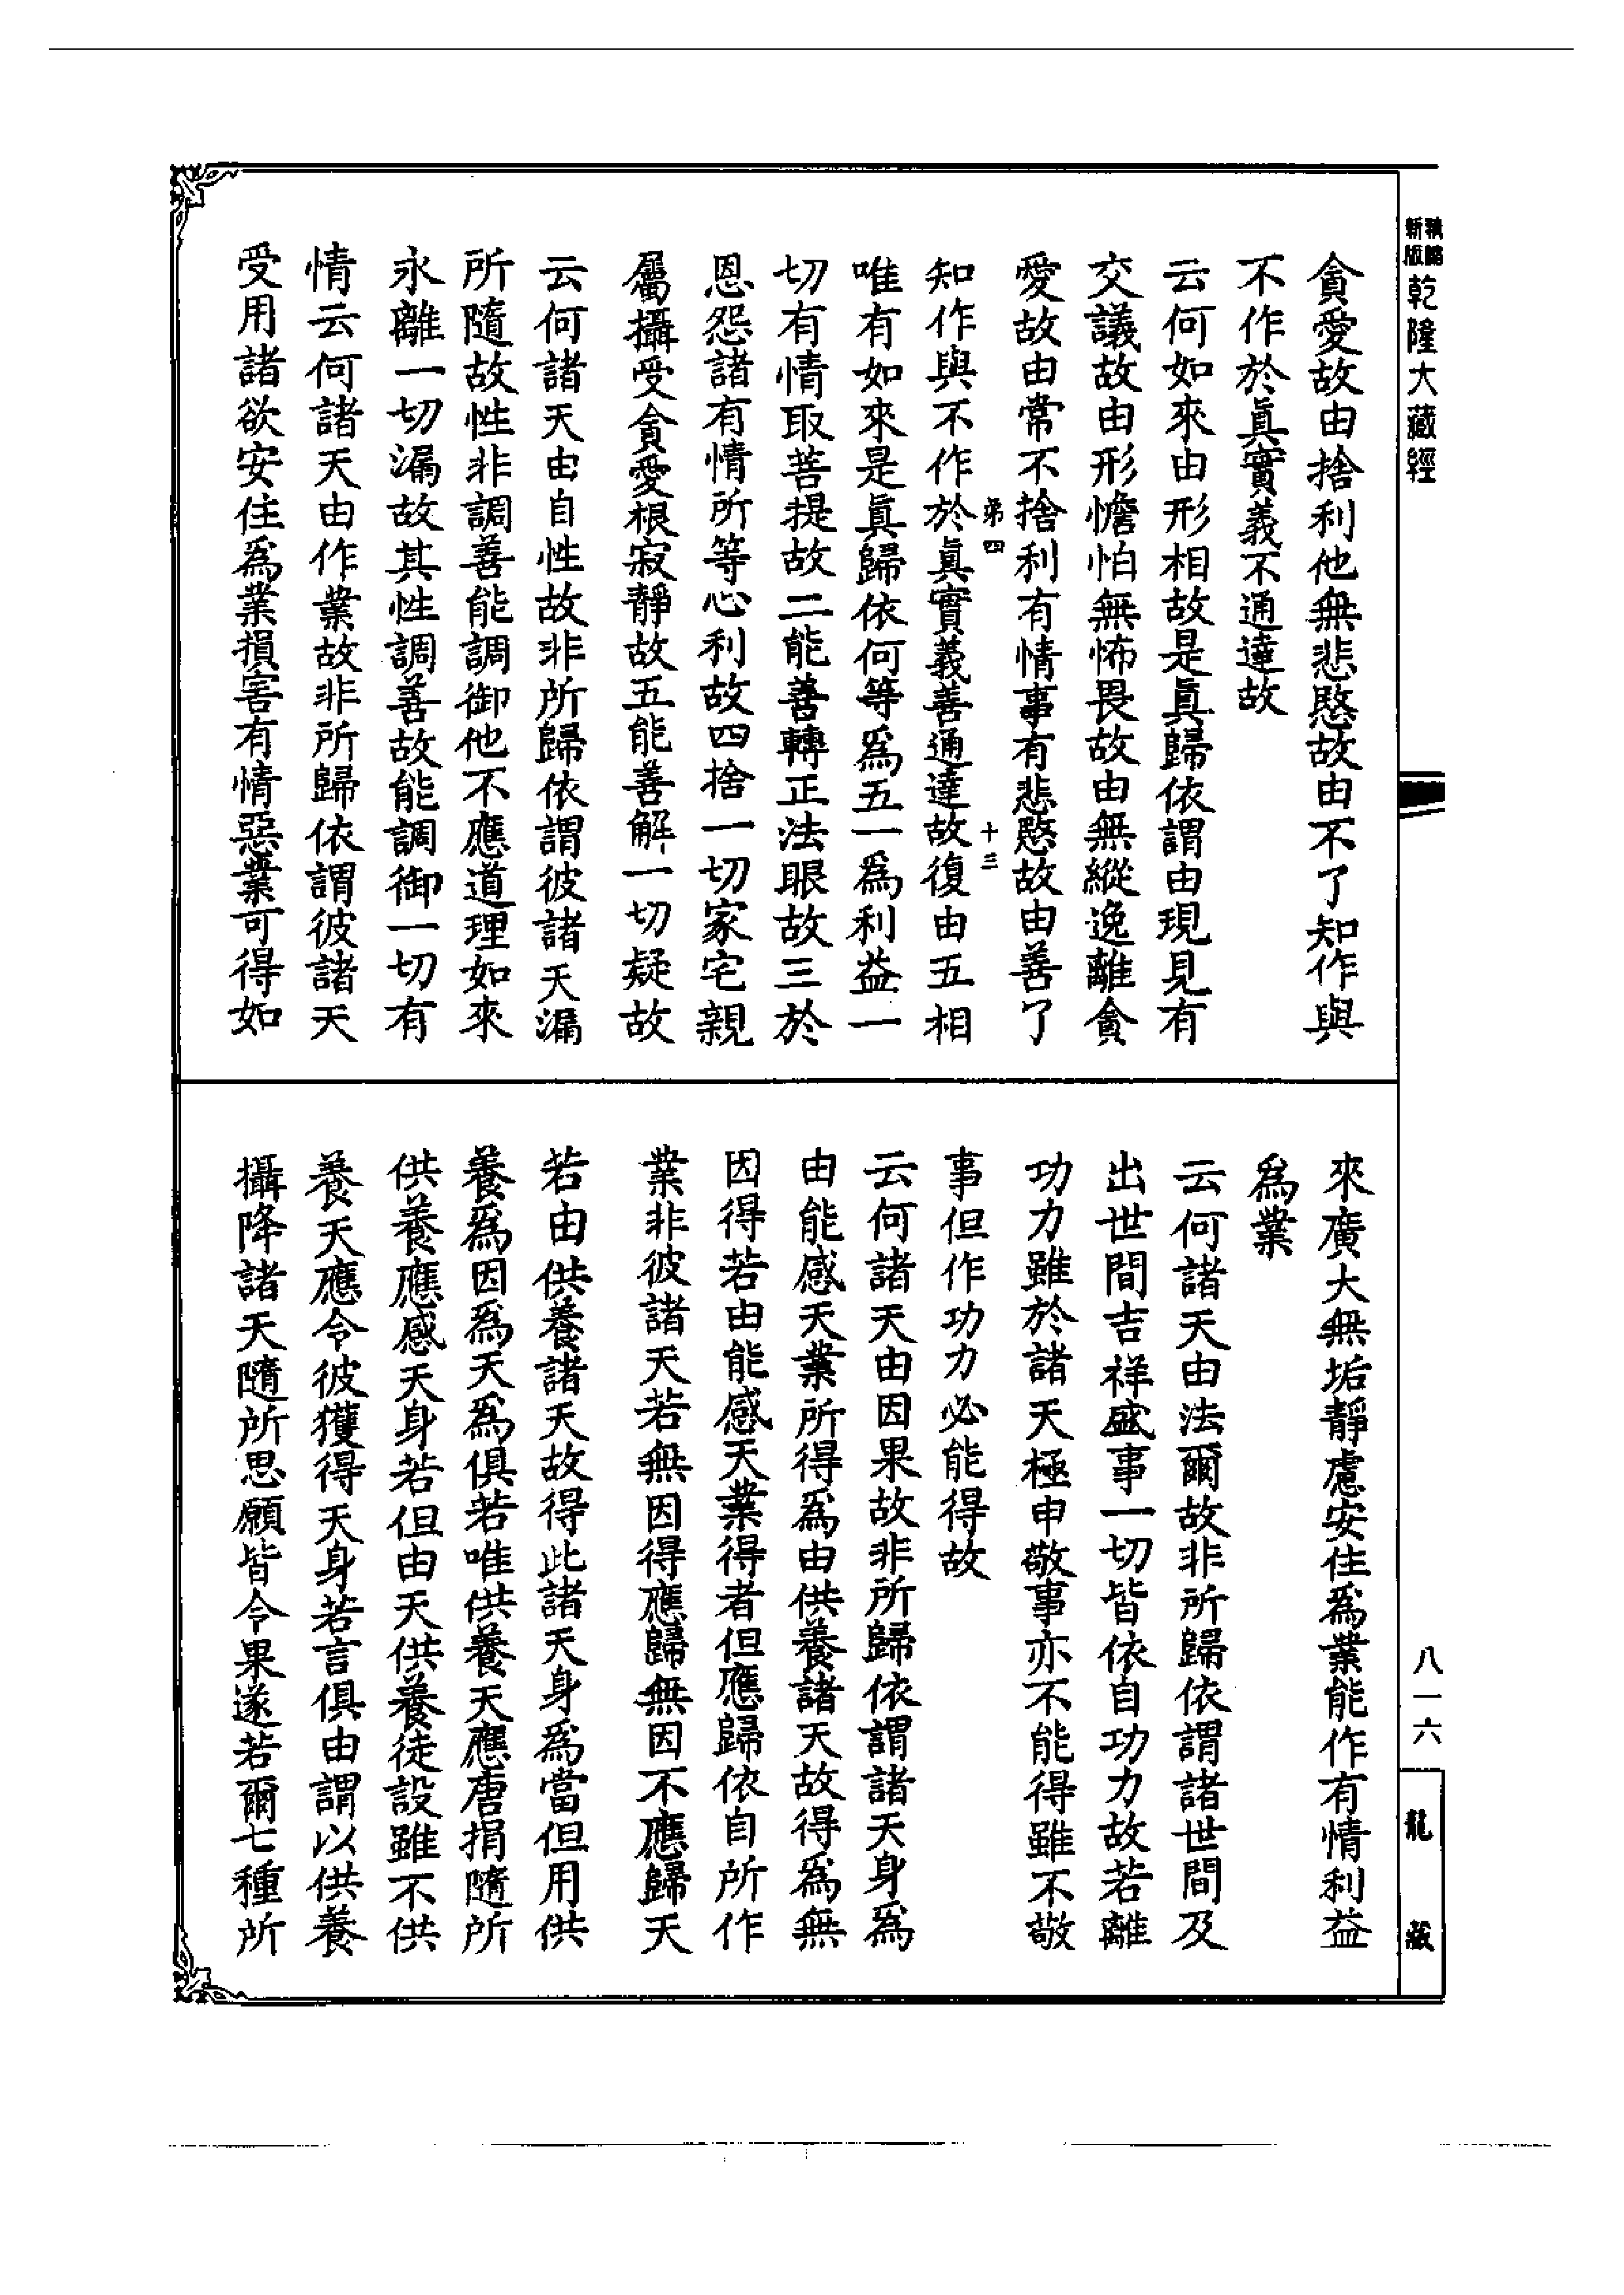 新編
新版
乾隆大藏經
貪愛故由捨利他無悲愍故由不了知作與
不作於眞實義不通達故
云何如來由形相故是眞歸依謂由現見有
交議故由形憺怕無怖畏故由無縱逸離貪
愛故由常不捨利有情事有悲愍故由善了
第四
十三
知作與不作於眞實義善通達故復由五相
唯有如來是眞歸依何等爲五一爲利益一
切有情取菩提故二能善轉正法眼故三於
恩怨諸有情所等心利故四捨一切家宅親
屬攝受貪愛根寂靜故五能善解一切疑故
云何諸天由自性故非所歸依謂彼諸天漏
所隨故性非調善能調御他不應道理如來
永離一切漏故其性調善故能調御一切有
情云何諸天由作業故非所歸依謂彼諸天
受用諸欲安住爲業損害有情惡業可得如
來廣大無垢靜慮安住爲業能作有情利益
爲業
云何諸天由法爾故非所歸依謂諸世間及
出世間吉祥盛事一切皆依自功力故若離
功力雖於諸天極申敬事亦不能得雖不敬
事但作功力必能得故
云何諸天由因果故非所歸依謂諸天身爲
由能感天業所得爲由供養諸天故得爲無
因得若由能感天業得者但應歸依自所作
業非彼諸天若無因得應歸無因不應歸天
若由供養諸天故得此諸天身爲當但用供
養爲因爲天爲俱若唯供養天應唐捐隨所
供養應感天身若但由天供養徒設雖不供
養天應令彼獲得天身若言俱由謂以供養
攝降諸天隨所思願皆令果遂若爾七種所
八一六
龍藏